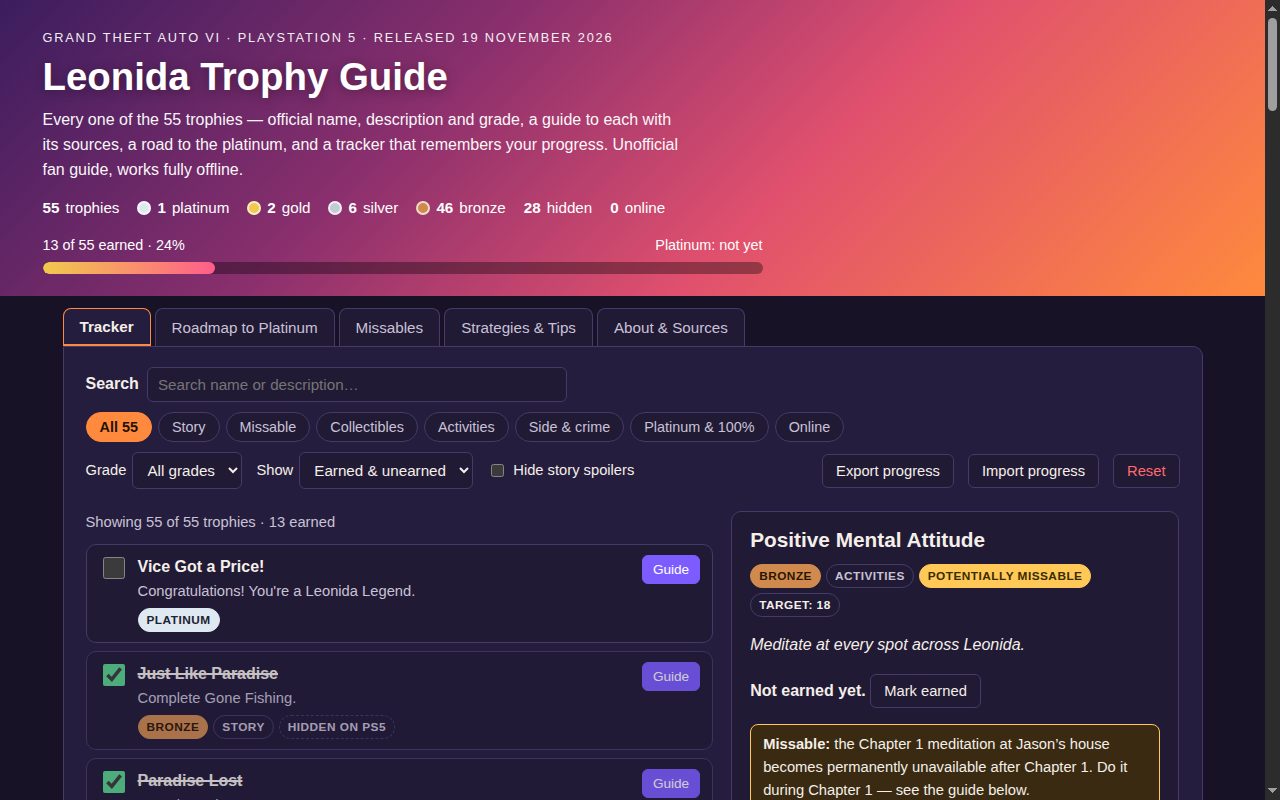 GRAND THEFT AUTO VI · PLAYSTATION 5 · RELEASED 19 NOVEMBER 2026
Leonida Trophy Guide
Every one of the 55 trophies — official name, description and grade, a guide to each with
its sources, a road to the platinum, and a tracker that remembers your progress. Unofficial
fan guide, works fully offline.
55 trophies 1 platinum 2 gold 6 silver 46 bronze 28 hidden 0 online
13 of 55 earned · 24% Platinum: not yet
Tracker Roadmap to Platinum Missables Strategies & Tips About & Sources
Search Search name or description…
All 55 Story Missable Collectibles Activities Side & crime Platinum & 100% Online
Grade All grades Show Earned & unearned Hide story spoilers Export progress Import progress Reset
Showing 55 of 55 trophies · 13 earned
Vice Got a Price! Guide
Congratulations! You're a Leonida Legend.
PLATINUM
Just Like Paradise Guide
Complete Gone Fishing.
BRONZE STORY HIDDEN ON PS5
Paradise Lost Guide
Positive Mental Attitude
BRONZE ACTIVITIES POTENTIALLY MISSABLE
TARGET: 18
Meditate at every spot across Leonida.
Not earned yet. Mark earned
Missable: the Chapter 1 meditation at Jason’s house
becomes permanently unavailable after Chapter 1. Do it
during Chapter 1 — see the guide below.